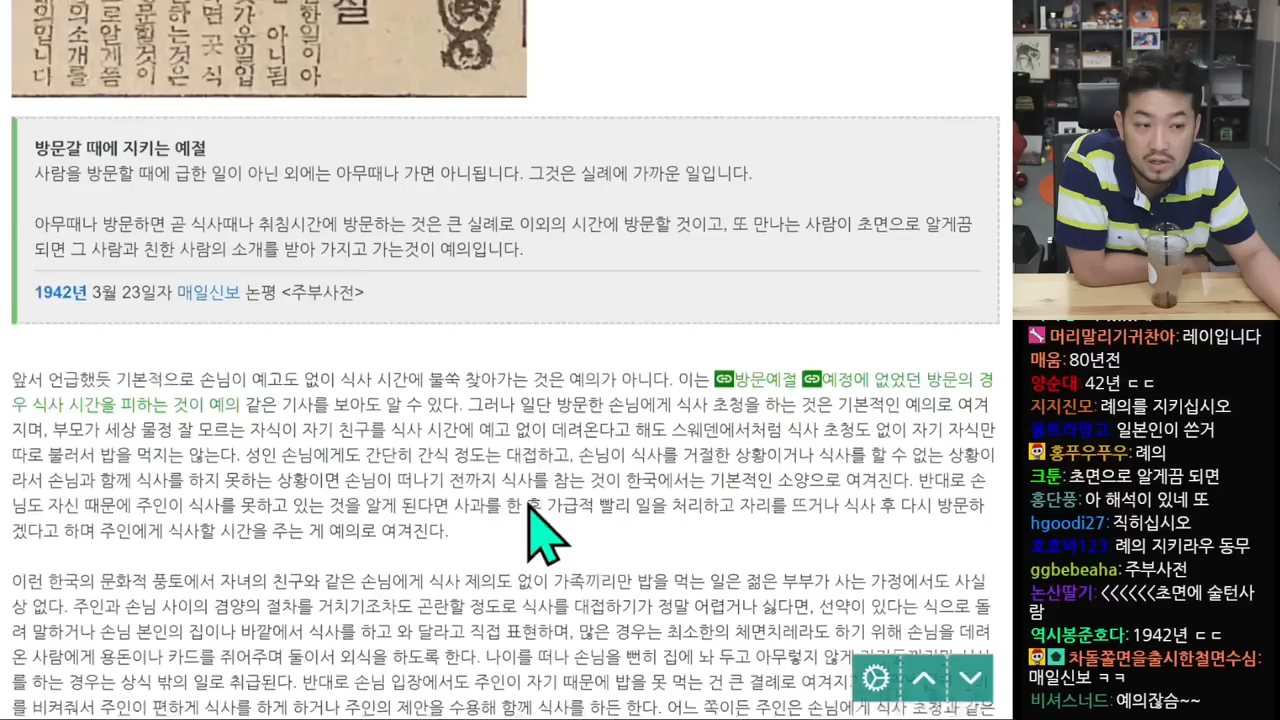 절
방문갈 때에 지키는 예절
사람을 방문할 때에 급한 일이 아닌 외에는 아무때나 가면 아니됩니다. 그것은 실례에 가까운 일입니다.
아무때나 방문하면 곧 식사때나 취침시간에 방문하는 것은 큰 실례로 이외의 시간에 방문할 것이고, 또 만나는 사람이 초면으로 알게끔
되면 그 사람과 친한 사람의 소개를 받아 가지고 가는것이 예의입니다.
1942년 3월 23일자 매일신보 논평 <주부사전>
앞서 언급했듯 기본적으로 손님이 예고도 없이 식사 시간에 불쑥 찾아가는 것은 예의가 아니다. 이는 방문예절 예정에 없었던 방문의 경
우 식사 시간을 피하는 것이 예의 같은 기사를 보아도 알 수 있다. 그러나 일단 방문한 손님에게 식사 초청을 하는 것은 기본적인 예의로 여겨
지며, 부모가 세상 물정 잘 모르는 자식이 자기 친구를 식사 시간에 예고 없이 데려온다고 해도 스웨덴에서처럼 식사 초청도 없이 자기 자식만
따로 불러서 밥을 먹지는 않는다. 성인 손님에게도 간단히 간식 정도는 대접하고, 손님이 식사를 거절한 상황이거나 식사를 할 수 없는 상황이
라서 손님과 함께 식사를 하지 못하는 상황이면 손님이 떠나기 전까지 식사를 참는 것이 한국에서는 기본적인 소양으로 여겨진다. 반대로 손
님도 자신 때문에 주인이 식사를 못하고 있는 것을 알게 된다면 사과를 한 후 가급적 빨리 일을 처리하고 자리를 뜨거나 식사 후 다시 방문하
겠다고 하며 주인에게 식사할 시간을 주는 게 예의로 여겨진다.
이런 한국의 문화적 풍토에서 자녀의 친구와 같은 손님에게 식사 제의도 없이 가족끼리만 밥을 먹는 일은 젊은 부부가 사는 가정에서도 사실
상 없다. 주인과 손님 사이의 겸양의 절차를 거치기조차도 곤란할 정도로 식사를 대접하기가 정말 어렵거나 싫다면, 선약이 있다는 식으로 돌
려 말하거나 손님 본인의 집이나 바깥에서 식사를 하고 와 달라고 직접 표현하며, 많은 경우는 최소한의 체면치레라도 하기 위해 손님을 데려
온 사람에게 용돈이나 카드를 쥐어주며 둘이서 외식을 하도록 한다. 나이를 떠나 손님을 뻔히 집에 놔 두고 아무렇지 않게
를 하는 경우는 상식 밖의 일로 취급된다. 반대로 손님 입장에서도 주인이 자기 때문에 밥을 못 먹는 건 큰 결례로 여겨지
를 비켜줘서 주인이 편하게 식사를 하게 하거나 주인의 제안을 수용해 함께 식사를 하든 한다. 어느 쪽이든 주인은 손님에게 식사 초청과 같은
머리말리기귀찬아: 레이입니다
매움: 80년전
양순대: 42년 ㄷㄷ
지지진모: 례의를 지키십시오
울트라망고: 일본인이 쓴거
홍푸우푸우: 례의
크툰: 초면으로 알게끔 되면
홍단풍: 아 해석이 있네 또
hgoodi27: 직히십시오
호호바123: 례의 지키라우 동무
ggbebeaha: 주부사전
논산딸기: <<<<<<초면에 술턴사
람
역시봉준호다: 1942년 ㄷㄷ
차돌쫄면을출시한철면수심:
매일신보 ㅋㅋ
비셔스너드: 예의잖슴~~